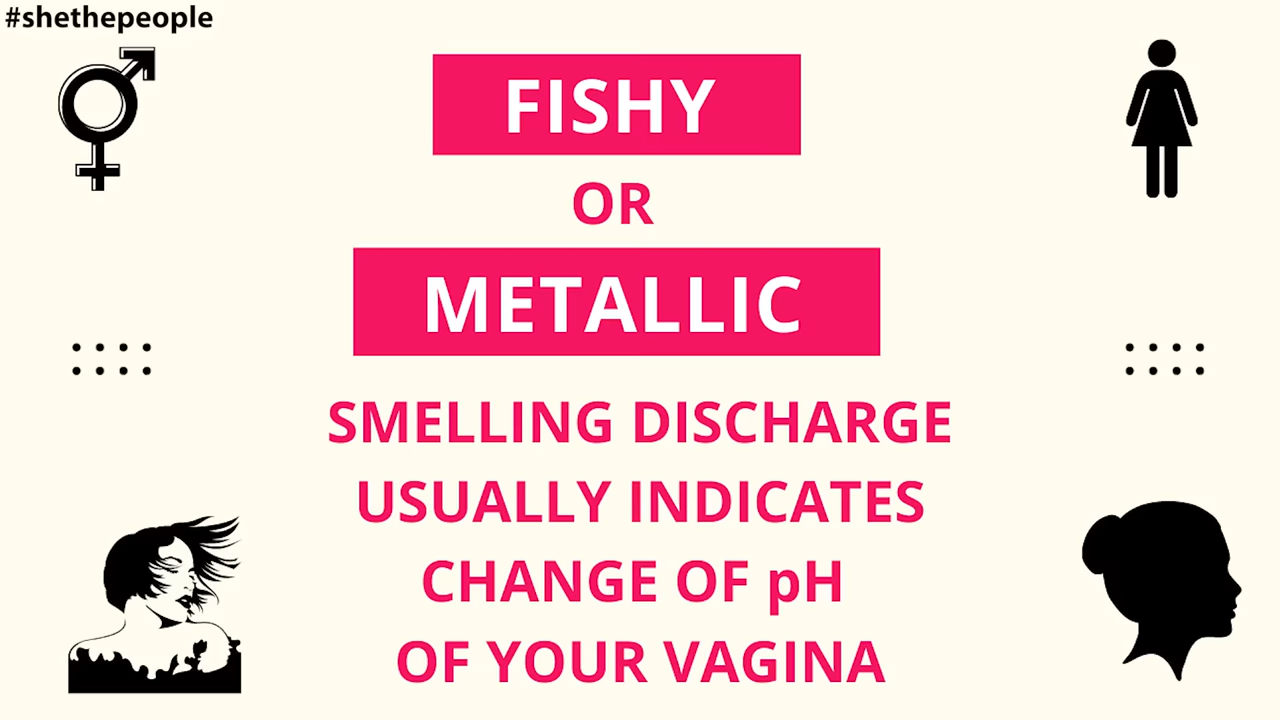 #shethepeople
FISHY
OR
METALLIC
SMELLING DISCHARGE
USUALLY INDICATES
CHANGE OF pH
OF YOUR VAGINA